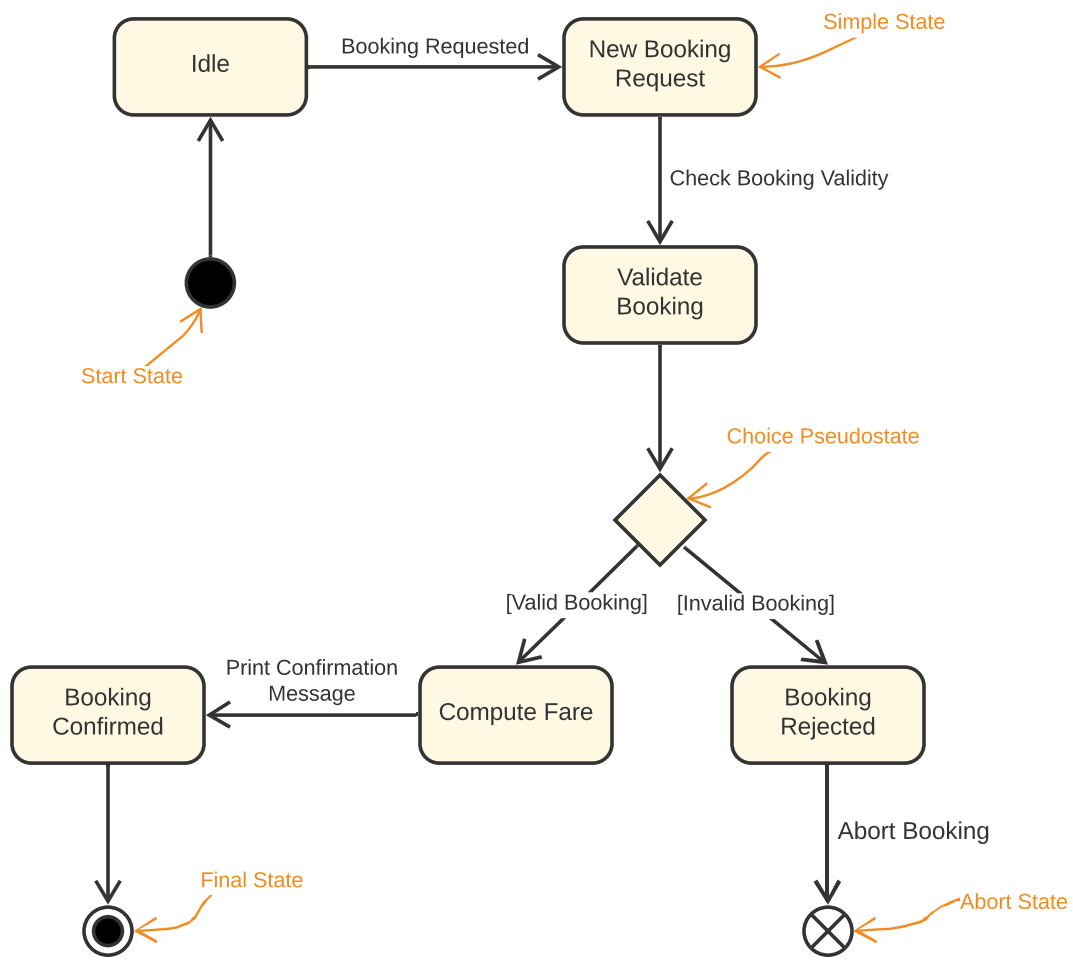 Simple State
Idle
Booking Requested
New Booking
Request
Check Booking Validity
Validate
Booking
Start State
Choice Pseudostate
[Valid Booking]
[Invalid Booking]
Print Confirmation
Message
Booking
Confirmed
Compute Fare
Booking
Rejected
Abort Booking
Final State
Abort State